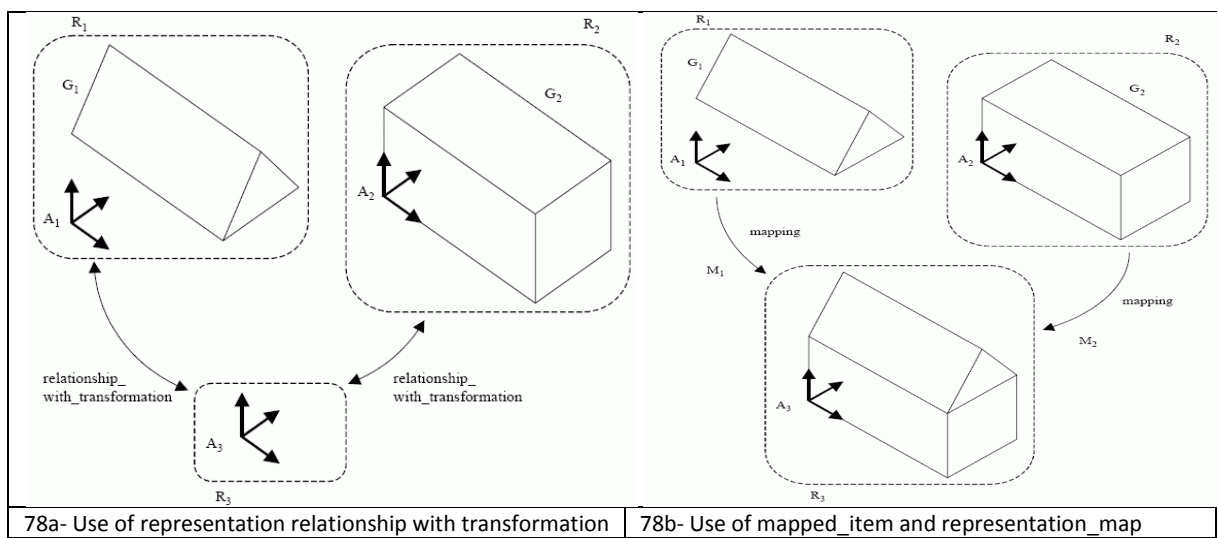 R1
G1
A1
R2
G2
A2
relationship_
with_transformation
relationship_
with_transformation
A3
R3
78a- Use of representation relationship with transformation
R1
G1
A1
R2
G2
A2
mapping
M1
mapping
M2
A3
R3
78b- Use of mapped_item and representation_map